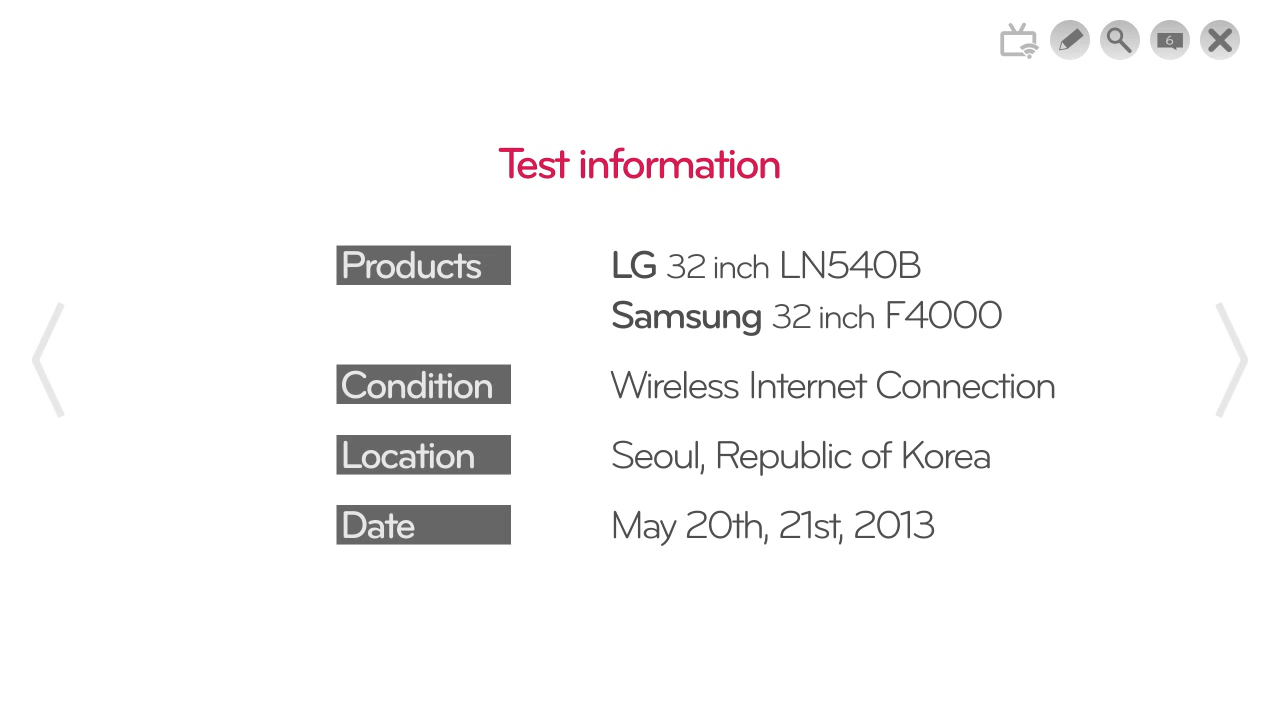 6
Test information
Products LG 32 inch LN540B
Samsung 32 inch F4000
Condition Wireless Internet Connection
Location Seoul, Republic of Korea
Date May 20th, 21st, 2013